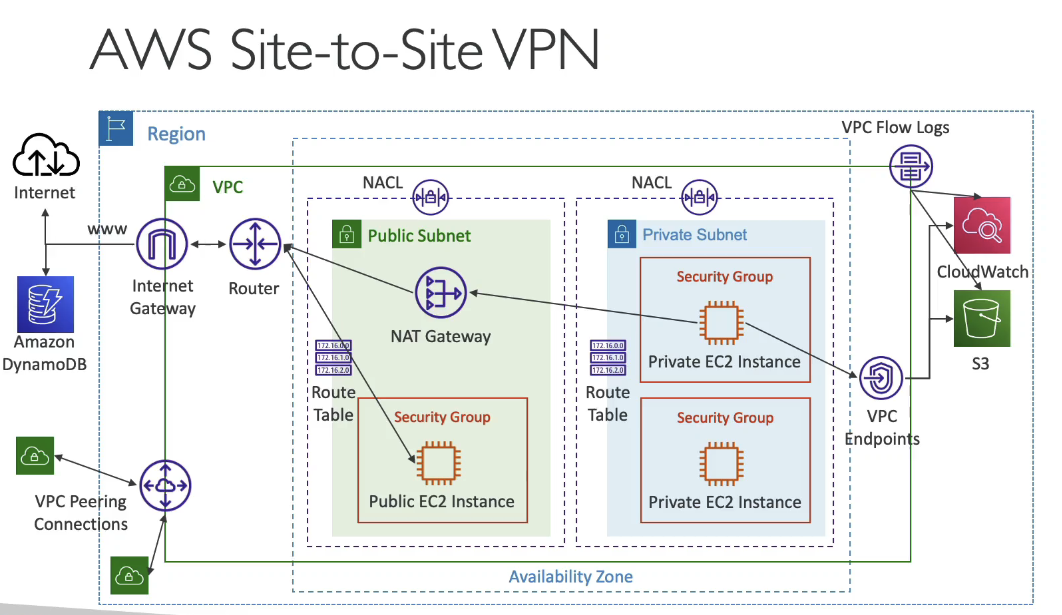 AWS Site-to-Site VPN
Region
VPC Flow Logs
Internet
VPC
NACL
NACL
www
Public Subnet
Private Subnet
Security Group
CloudWatch
Internet
Gateway
Router
NAT Gateway
Private EC2 Instance
Amazon
DynamoDB
172.16.0.0
172.16.1.0
172.16.2.0
172.16.0.0
172.16.1.0
172.16.2.0
S3
Route
Table
Route
Table
VPC
Endpoints
Security Group
Security Group
Public EC2 Instance
Private EC2 Instance
VPC Peering
Connections
Availability Zone